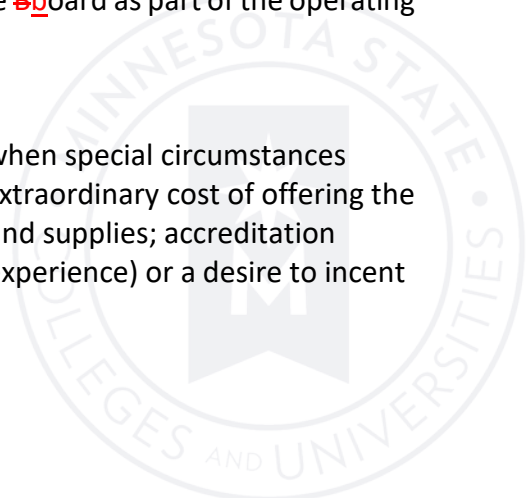 e Bboard as part of the operating
when special circumstances
extraordinary cost of offering the
nd supplies; accreditation
xperience) or a desire to incent
MINNESOTA STATE
COLLEGES AND UNIVERSITIES